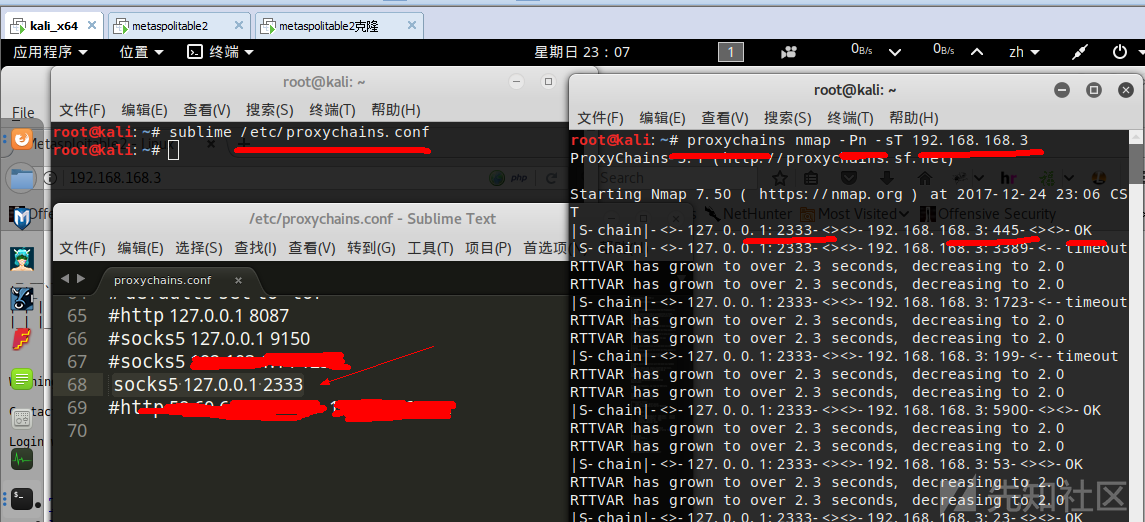 kali_x64
metaspolitable2
metaspolitable2克隆
应用程序 位置 终端 星期日 23：07 1 0B/s 0B/s zh
root@kali: ~
文件(F) 编辑(E) 查看(V) 搜索(S) 终端(T) 帮助(H)
root@kali:~# sublime /etc/proxychains.conf
root@kali:~#
File
192.168.168.3
php
/etc/proxychains.conf - Sublime Text
文件(F) 编辑(E) 选择(S) 查找(I) 查看(V) 转到(G) 工具(T) 项目(P) 首选项
proxychains.conf
65 #http 127.0.0.1 8087
66 #socks5 127.0.0.1 9150
67 #socks5
68 socks5 127.0.0.1 2333
69 #http
70
root@kali: ~
文件(F) 编辑(E) 查看(V) 搜索(S) 终端(T) 帮助(H)
root@kali:~# proxychains nmap -Pn -sT 192.168.168.3
ProxyChains (http://proxychains.sf.net)
Search
Starting Nmap 7.50 ( https://nmap.org ) at 2017-12-24 23:06 CS
T
NetHunter Most Visited Offensive Security
|S-chain|-<>-127.0.0.1:2333-<><>-192.168.168.3:445-<><>-OK
|S-chain|-<>-127.0.0.1:2333-<><>-192.168.168.3:3389-<--timeout
RTTVAR has grown to over 2.3 seconds, decreasing to 2.0
RTTVAR has grown to over 2.3 seconds, decreasing to 2.0
|S-chain|-<>-127.0.0.1:2333-<><>-192.168.168.3:1723-<--timeout
RTTVAR has grown to over 2.3 seconds, decreasing to 2.0
RTTVAR has grown to over 2.3 seconds, decreasing to 2.0
|S-chain|-<>-127.0.0.1:2333-<><>-192.168.168.3:199-<--timeout
RTTVAR has grown to over 2.3 seconds, decreasing to 2.0
RTTVAR has grown to over 2.3 seconds, decreasing to 2.0
|S-chain|-<>-127.0.0.1:2333-<><>-192.168.168.3:5900-<><>-OK
RTTVAR has grown to over 2.3 seconds, decreasing to 2.0
RTTVAR has grown to over 2.3 seconds, decreasing to 2.0
|S-chain|-<>-127.0.0.1:2333-<><>-192.168.168.3:53-<><>-OK
RTTVAR has grown to over 2.3 seconds, decreasing to 2.0
RTTVAR has grown to over 2.3 seconds, decreasing to 2.0
|S-chain|-<>-127.0.0.1:2333-<><>-192.168.168.3:23-<><>-OK
先知社区